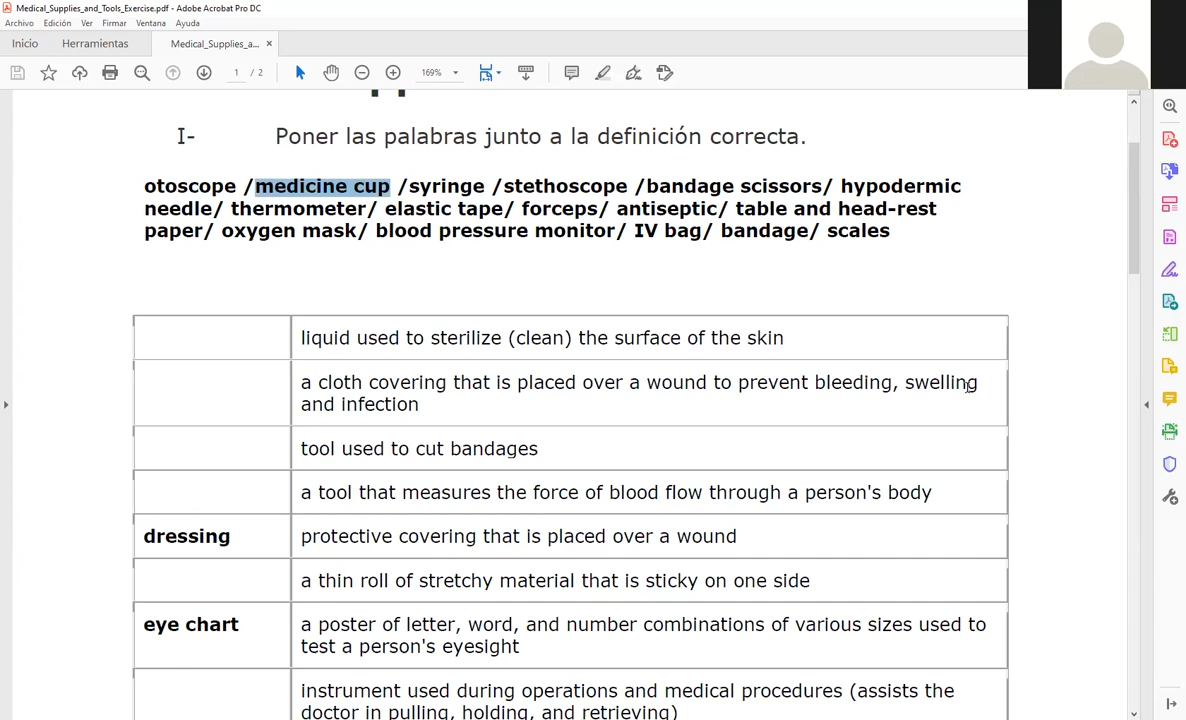 Medical_Supplies_and_Tools_Exercise.pdf - Adobe Acrobat Pro DC
Archivo Edición Ver Firmar Ventana Ayuda
Inicio Herramientas Medical_Supplies_a... ×
1 / 2 169%
I- Poner las palabras junto a la definición correcta.
otoscope /medicine cup /syringe /stethoscope /bandage scissors/ hypodermic
needle/ thermometer/ elastic tape/ forceps/ antiseptic/ table and head-rest
paper/ oxygen mask/ blood pressure monitor/ IV bag/ bandage/ scales
liquid used to sterilize (clean) the surface of the skin
a cloth covering that is placed over a wound to prevent bleeding, swelling
and infection
tool used to cut bandages
a tool that measures the force of blood flow through a person's body
dressing protective covering that is placed over a wound
a thin roll of stretchy material that is sticky on one side
eye chart a poster of letter, word, and number combinations of various sizes used to
test a person's eyesight
instrument used during operations and medical procedures (assists the
doctor in pulling, holding, and retrieving)